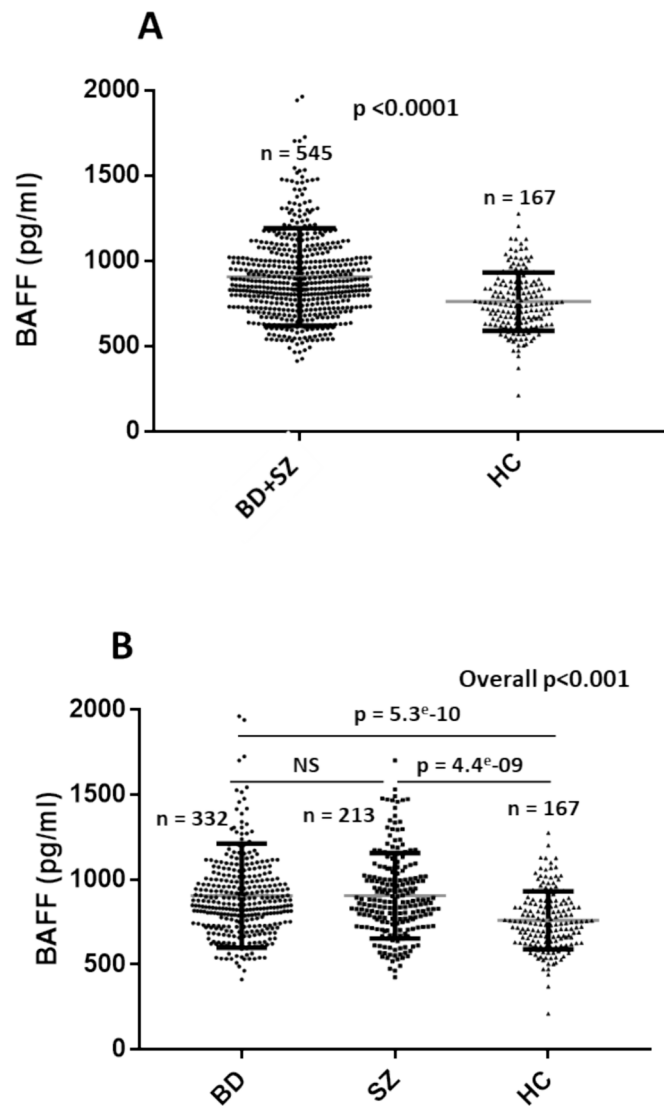 A
2000
p <0.0001
n = 545
1500
n = 167
BAFF (pg/ml)
1000
500
0
BD+SZ
HC
B
Overall p<0.001
2000
p = 5.3ᵉ-10
NS
p = 4.4ᵉ-09
1500
n = 332
n = 213
n = 167
BAFF (pg/ml)
1000
500
0
BD
SZ
HC